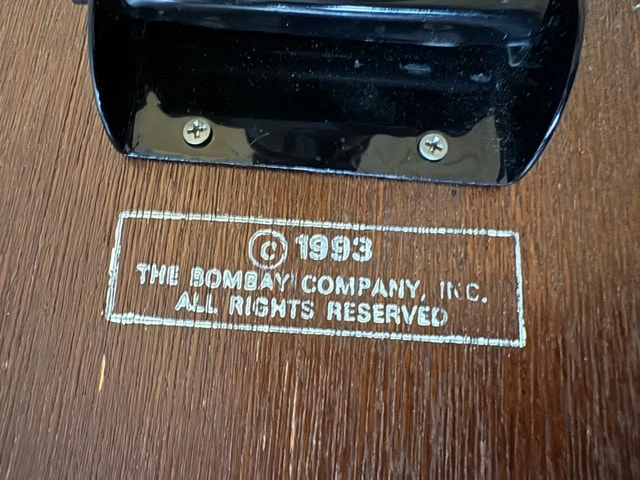 © 1993
THE BOMBAY COMPANY, INC.
ALL RIGHTS RESERVED